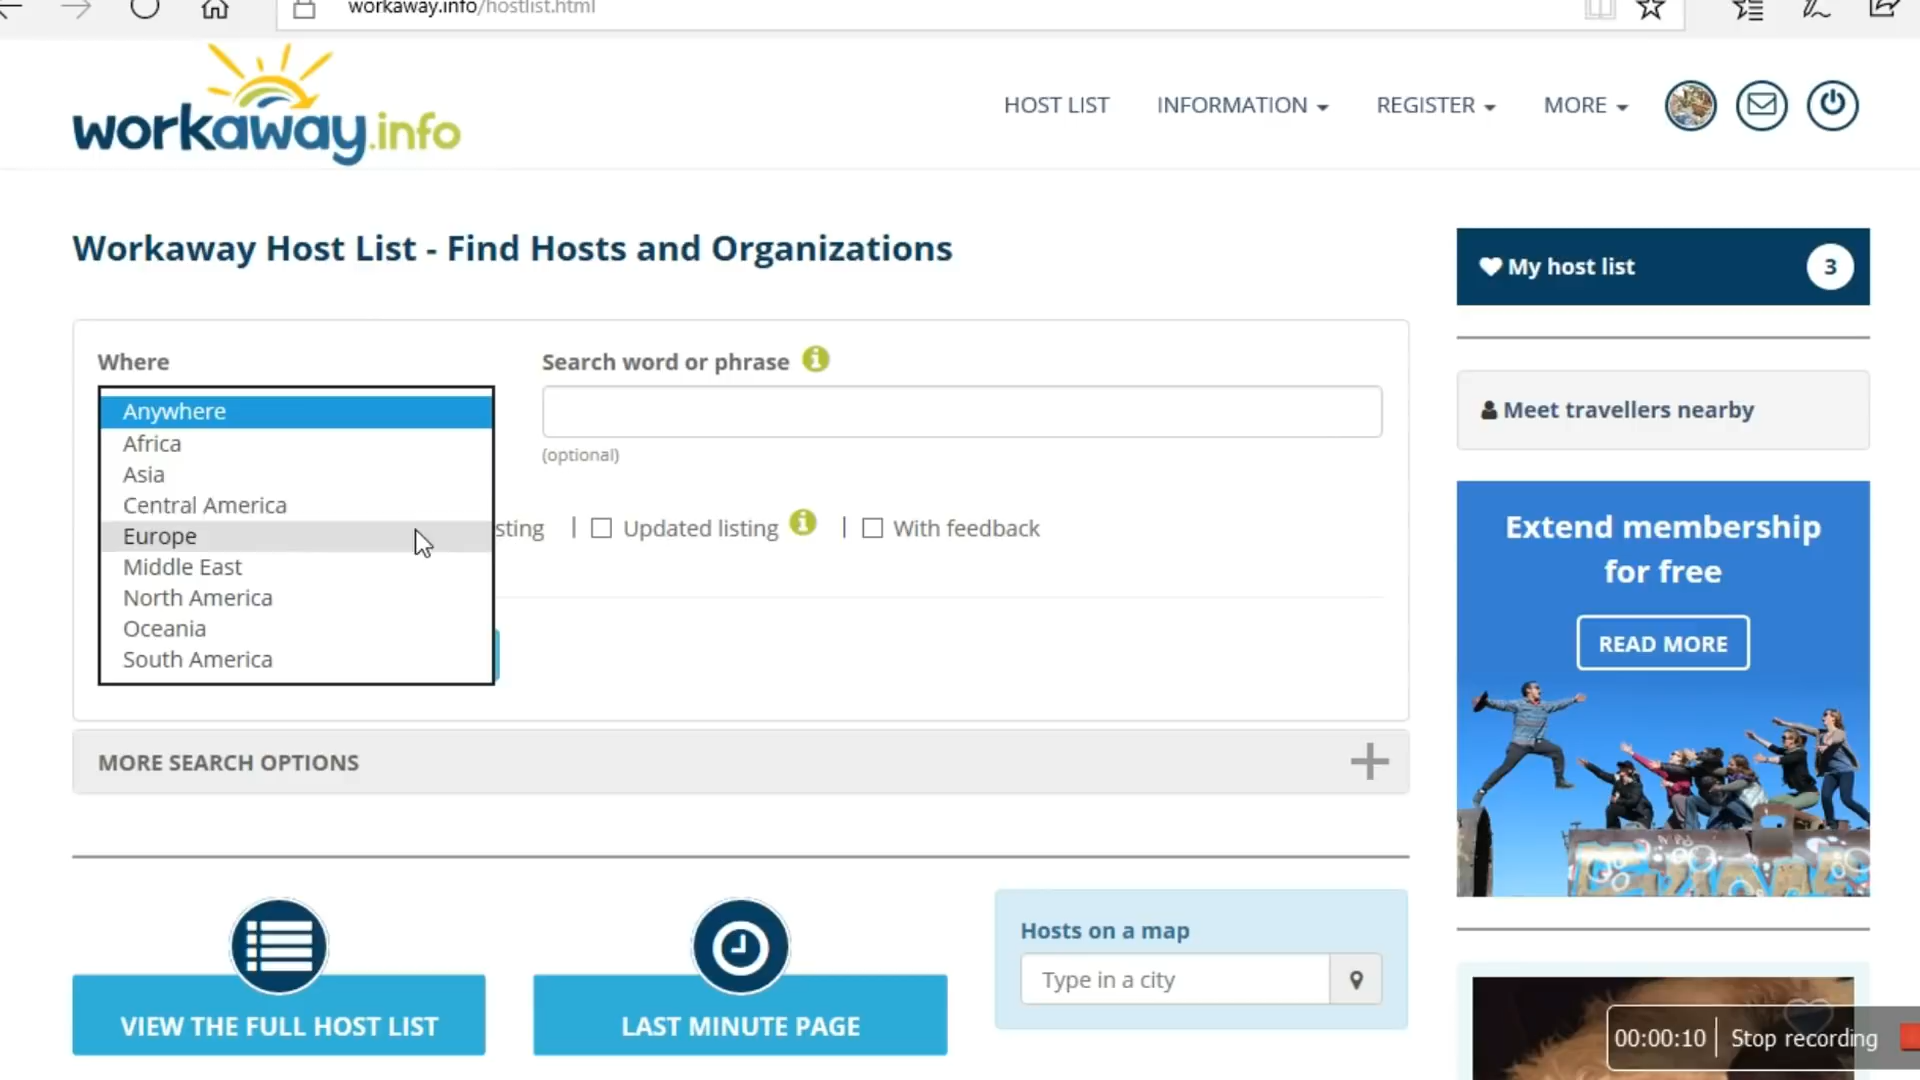 workaway.info/hostlist.html
workaway.info
HOST LIST
INFORMATION
REGISTER
MORE
Workaway Host List - Find Hosts and Organizations
My host list
3
Where
Search word or phrase
Anywhere
Africa
Asia
Central America
Europe
Middle East
North America
Oceania
South America
(optional)
sting
| Updated listing
| With feedback
Meet travellers nearby
Extend membership
for free
READ MORE
MORE SEARCH OPTIONS
VIEW THE FULL HOST LIST
LAST MINUTE PAGE
Hosts on a map
Type in a city
00:00:10
Stop recording